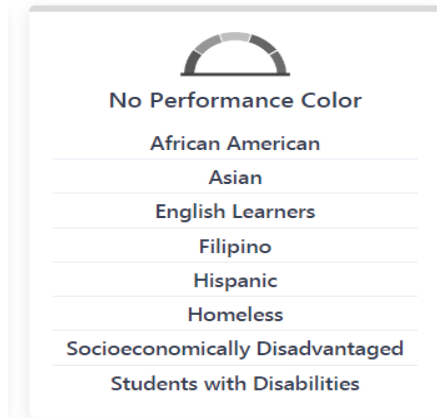 No Performance Color
African American
Asian
English Learners
Filipino
Hispanic
Homeless
Socioeconomically Disadvantaged
Students with Disabilities